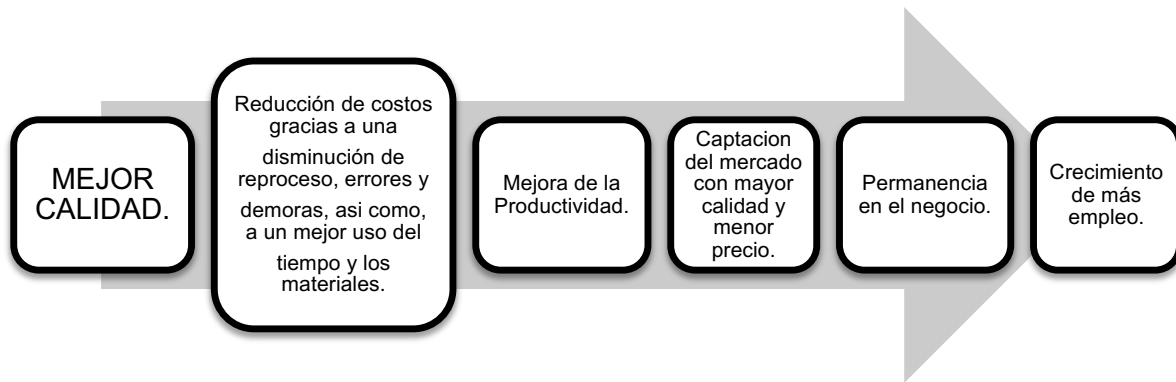 MEJOR
CALIDAD.
Reducción de costos
gracias a una
disminución de
reproceso, errores y
demoras, asi como,
a un mejor uso del
tiempo y los
materiales.
Mejora de la
Productividad.
Captacion
del mercado
con mayor
calidad y
menor
precio.
Permanencia
en el negocio.
Crecimiento
de más
empleo.